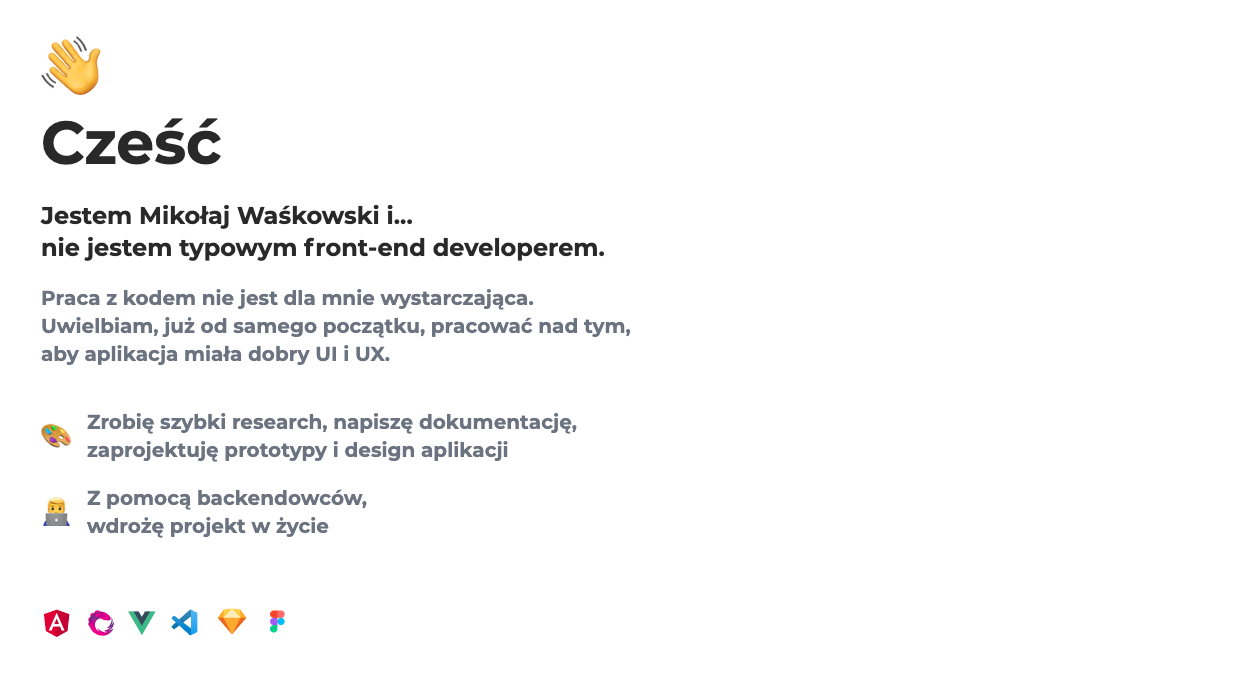 Cześć
Jestem Mikołaj Waśkowski i...
nie jestem typowym front-end developerem.
Praca z kodem nie jest dla mnie wystarczająca.
Uwielbiam, już od samego początku, pracować nad tym,
aby aplikacja miała dobry UI i UX.
Zrobię szybki research, napiszę dokumentację,
zaprojektuję prototypy i design aplikacji
Z pomocą backendowców,
wdrożę projekt w życie